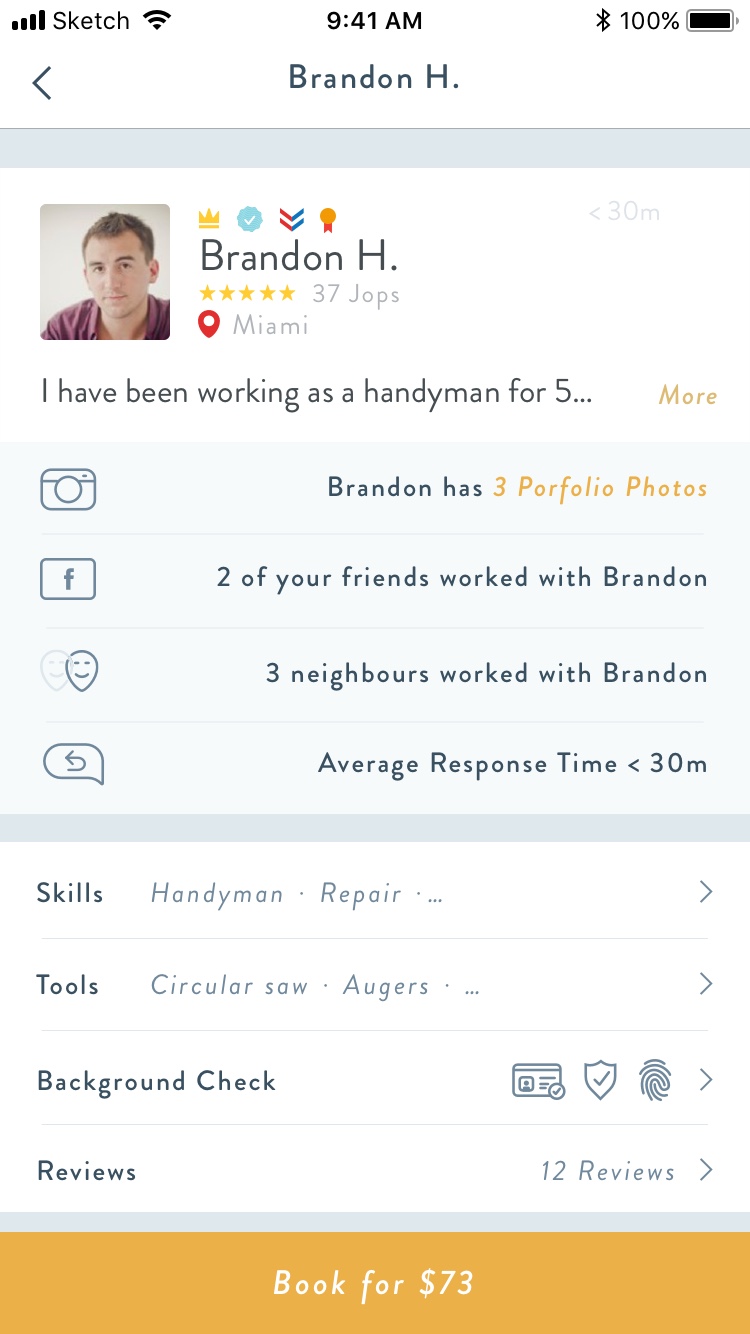 Sketch 9:41 AM 100%
Brandon H.
< 30m
Brandon H.
37 Jops
Miami
I have been working as a handyman for 5... More
Brandon has 3 Porfolio Photos
f 2 of your friends worked with Brandon
3 neighbours worked with Brandon
Average Response Time < 30m
Skills Handyman · Repair · ...
Tools Circular saw · Augers · ...
Background Check
Reviews 12 Reviews
Book for $73